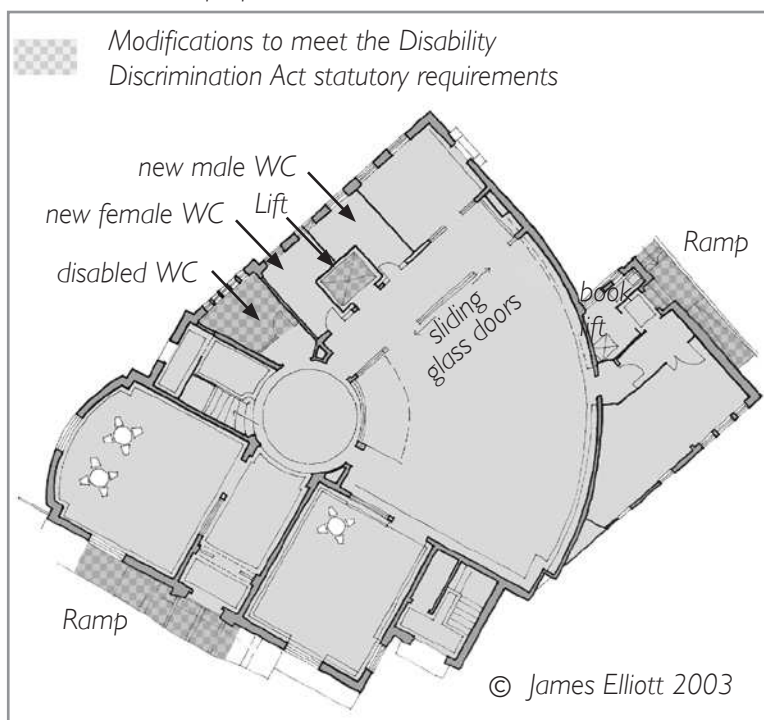 Modifications to meet the Disability
Discrimination Act statutory requirements
new male WC
new female WC
Lift
disabled WC
Ramp
book
lift
sliding
glass doors
Ramp
© James Elliott 2003